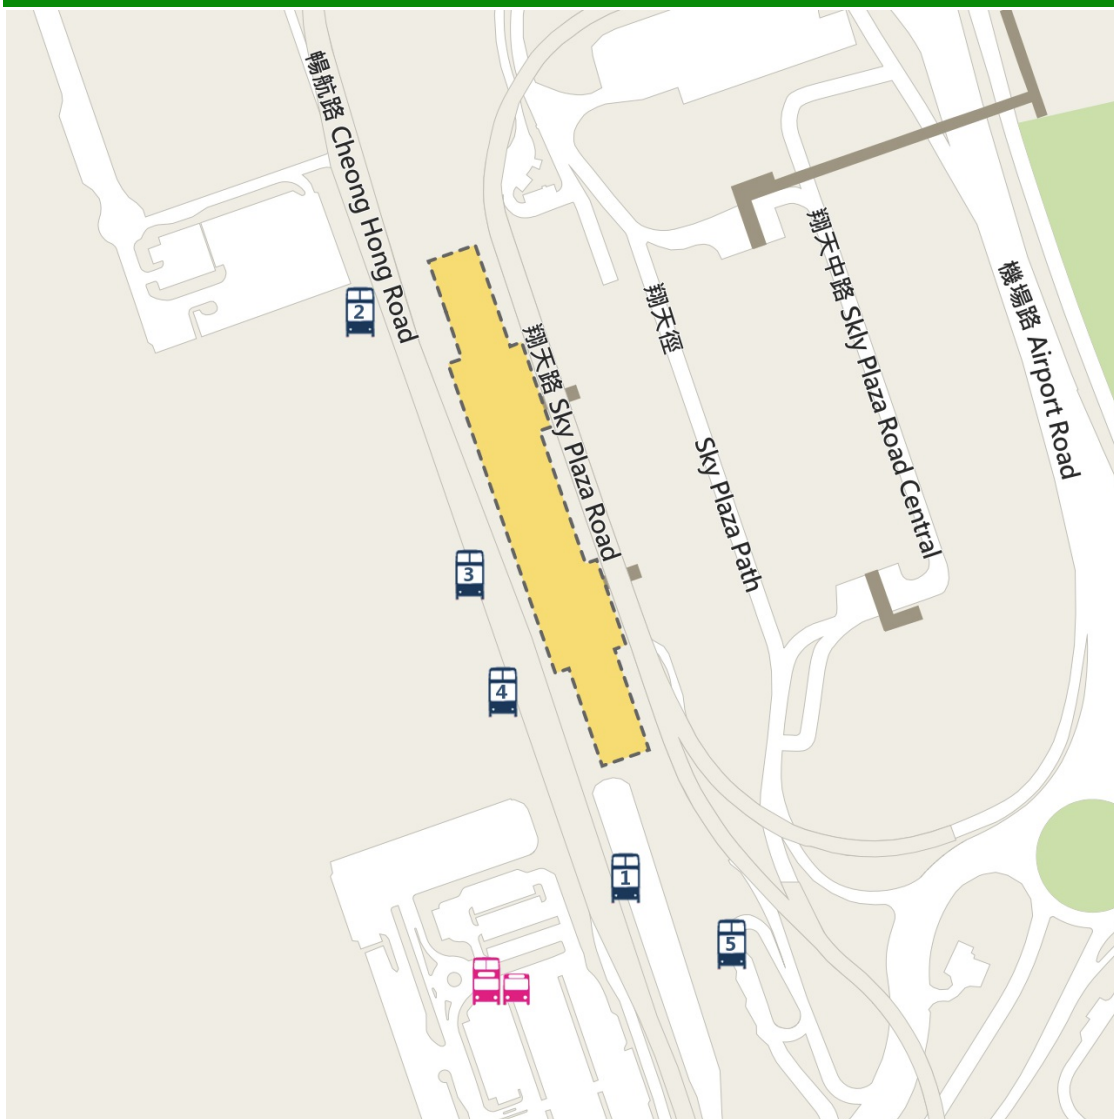 暢航路 Cheong Hong Road
翔天路 Sky Plaza Road
翔天徑
Sky Plaza Path
翔天中路 Skly Plaza Road Central
機場路 Airport Road
2
3
4
1
5